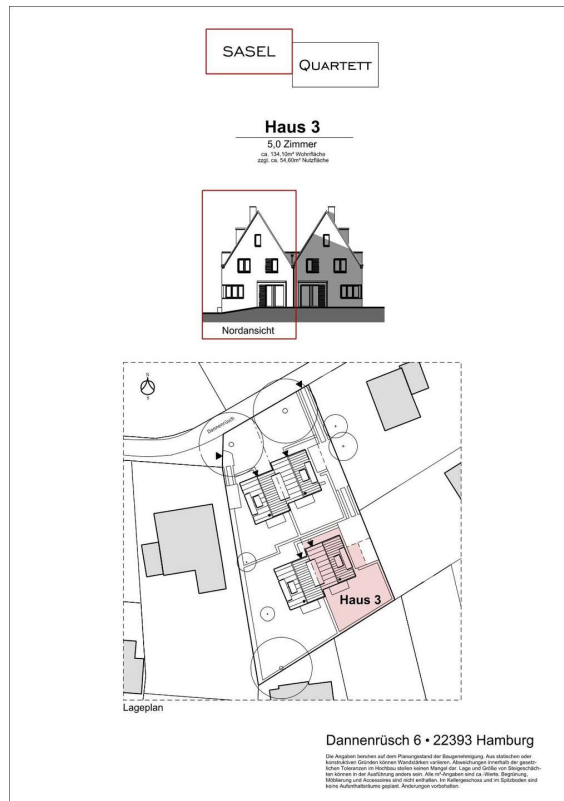 SASEL
QUARTETT
Haus 3
5,0 Zimmer
ca. 134,10m² Wohnfläche
zzgl. ca. 54,60m² Nutzfläche
Nordansicht
N
S
Dannenrüsch
Haus 3
Lageplan
Dannenrüsch 6 • 22393 Hamburg
Die Angaben beruhen auf dem Planungsstand der Baugenehmigung. Aus statischen oder
konstruktiven Gründen können Wandstärken variieren. Abweichungen innerhalb der gesetz-
lichen Toleranzen im Hochbau stellen keinen Mangel dar. Lage und Größe von Steigeschäch-
ten können in der Ausführung anders sein. Alle m²-Angaben sind ca.-Werte. Begrünung,
Möblierung und Accessoires sind nicht enthalten. Im Kellergeschoss und im Spitzboden sind
keine Aufenthaltsräume geplant. Änderungen vorbehalten.